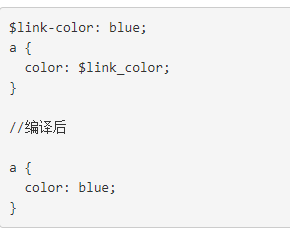 $link-color: blue;
a {
  color: $link_color;
}

//编译后

a {
  color: blue;
}